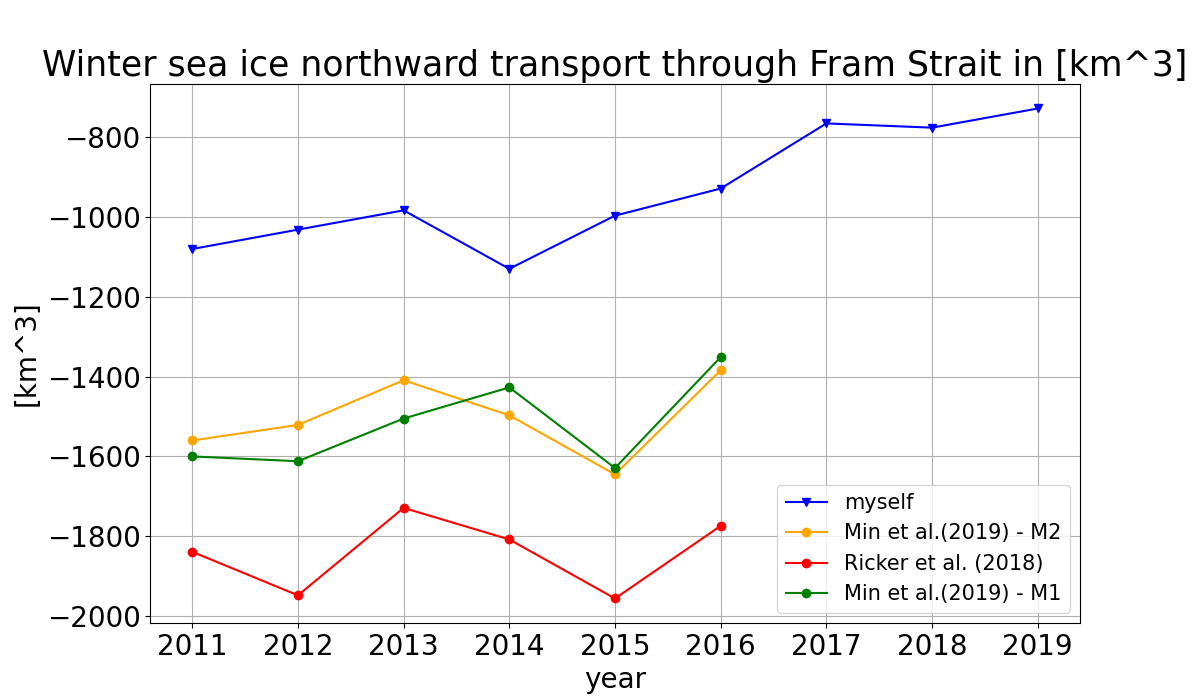 Winter sea ice northward transport through Fram Strait in [km^3]
[km^3]
−800
−1000
−1200
−1400
−1600
−1800
−2000
myself
Min et al.(2019) - M2
Ricker et al. (2018)
Min et al.(2019) - M1
2011 2012 2013 2014 2015 2016 2017 2018 2019
year